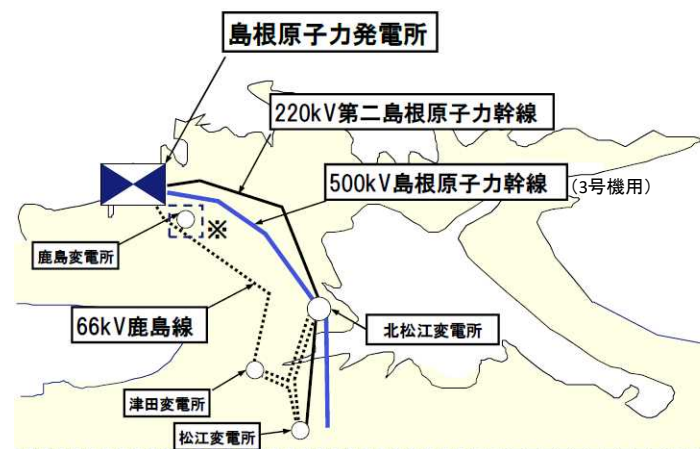 島根原子力発電所
220kV第二島根原子力幹線
500kV島根原子力幹線 (3号機用)
鹿島変電所
※
66kV鹿島線
北松江変電所
津田変電所
松江変電所